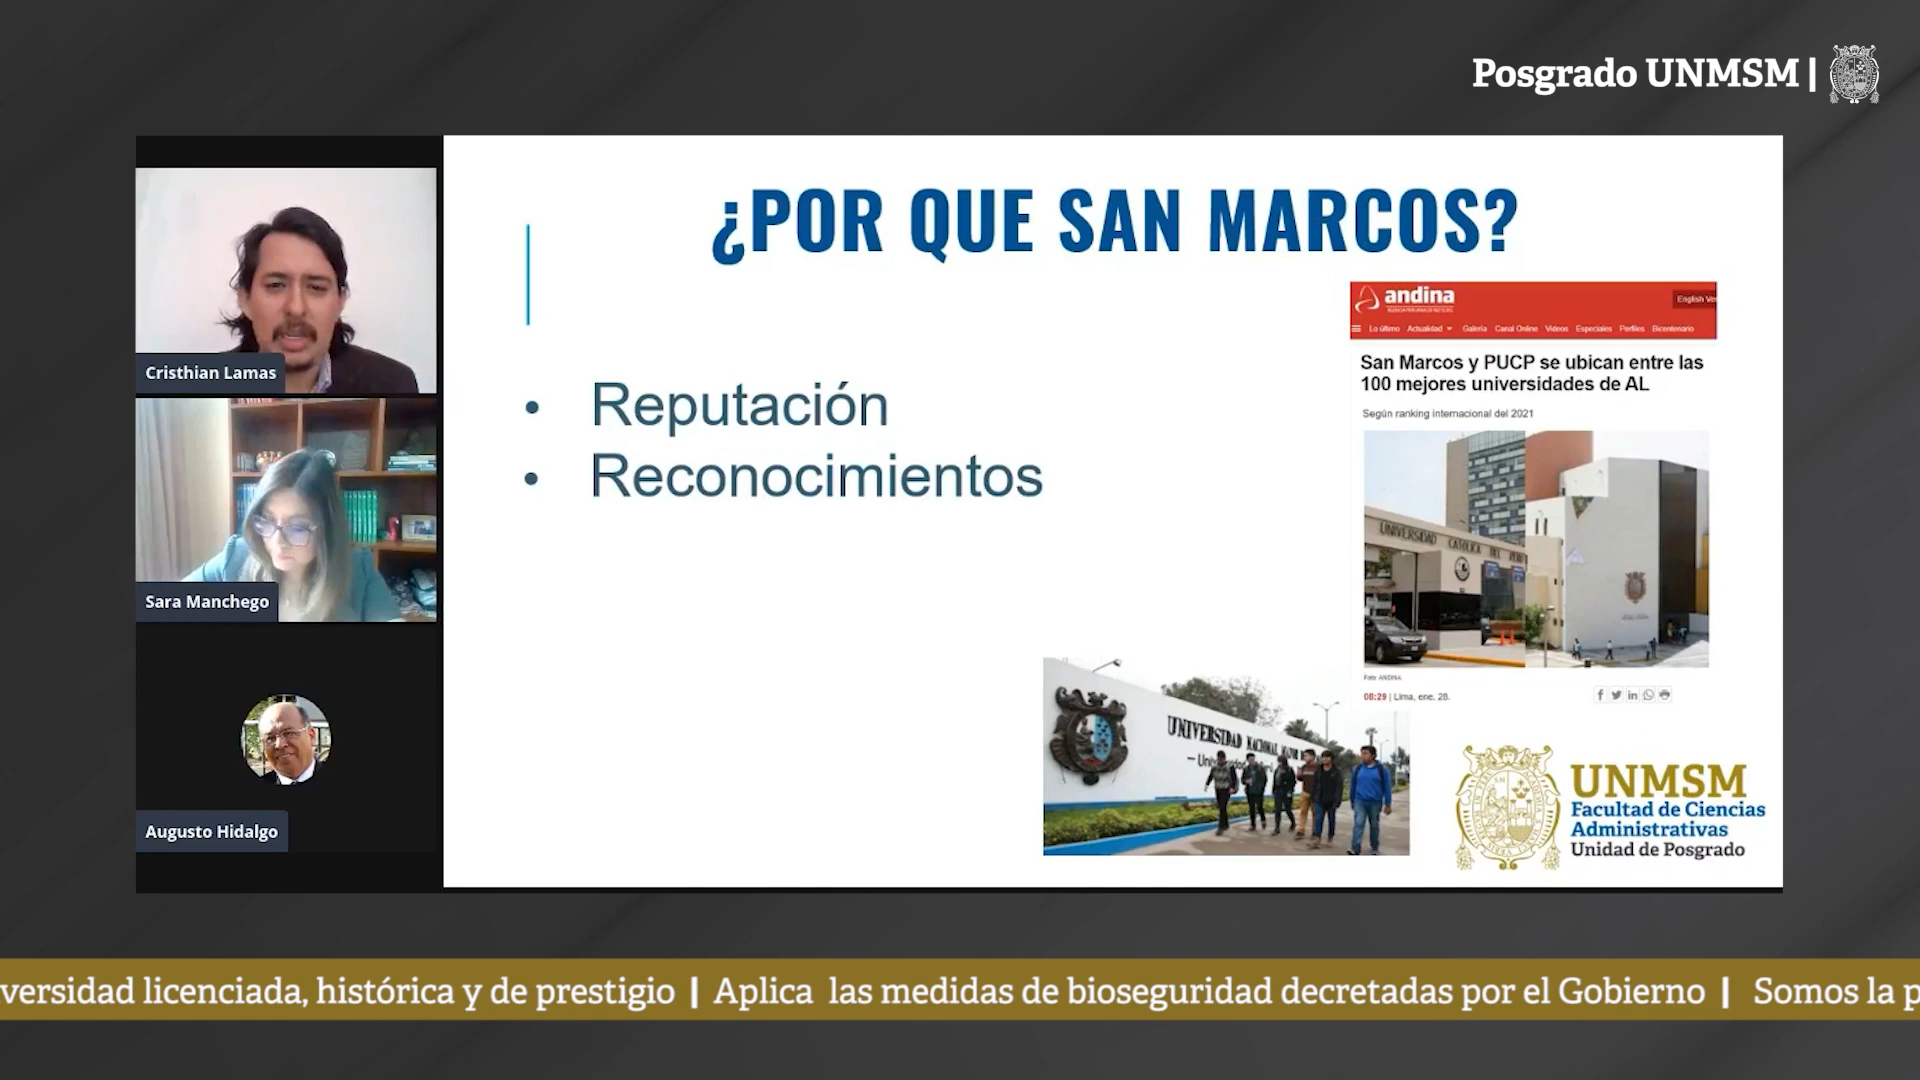 Posgrado UNMSM |
Cristhian Lamas
Sara Manchego
Augusto Hidalgo
¿POR QUE SAN MARCOS?
• Reputación
• Reconocimientos
andina
AGENCIA PERUANA DE NOTICIAS
English Ver
Lo último Actualidad Galería Canal Online Videos Especiales Perfiles Bicentenario
San Marcos y PUCP se ubican entre las
100 mejores universidades de AL
Según ranking internacional del 2021
UNIVERSIDAD CATOLICA DEL PERU
Foto: ANDINA
08:29 | Lima, ene. 28.
UNIVERSIDAD NACIONAL MAYOR
UNMSM
Facultad de Ciencias
Administrativas
Unidad de Posgrado
versidad licenciada, histórica y de prestigio | Aplica las medidas de bioseguridad decretadas por el Gobierno | Somos la p